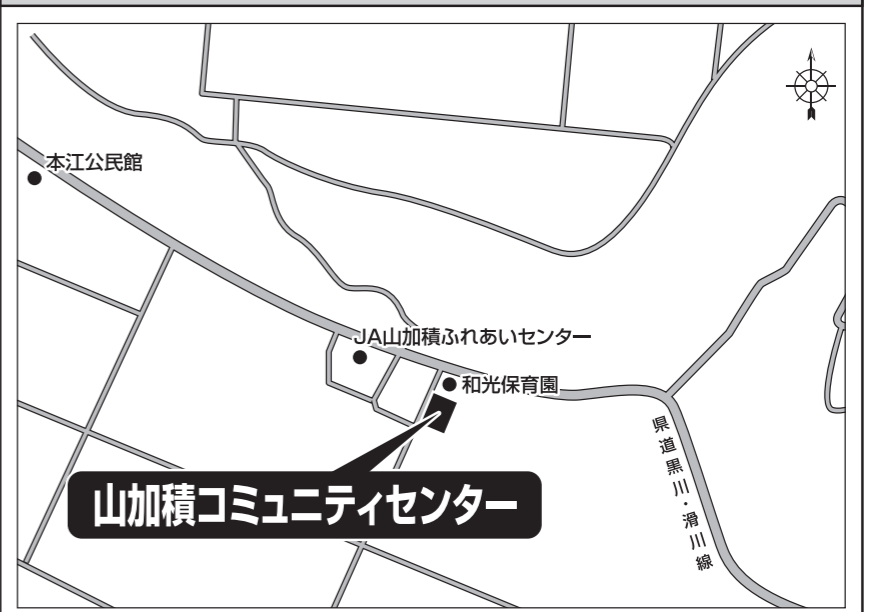 本江公民館
JA山加積ふれあいセンター
和光保育園
県道黒川・滑川線
山加積コミュニティセンター